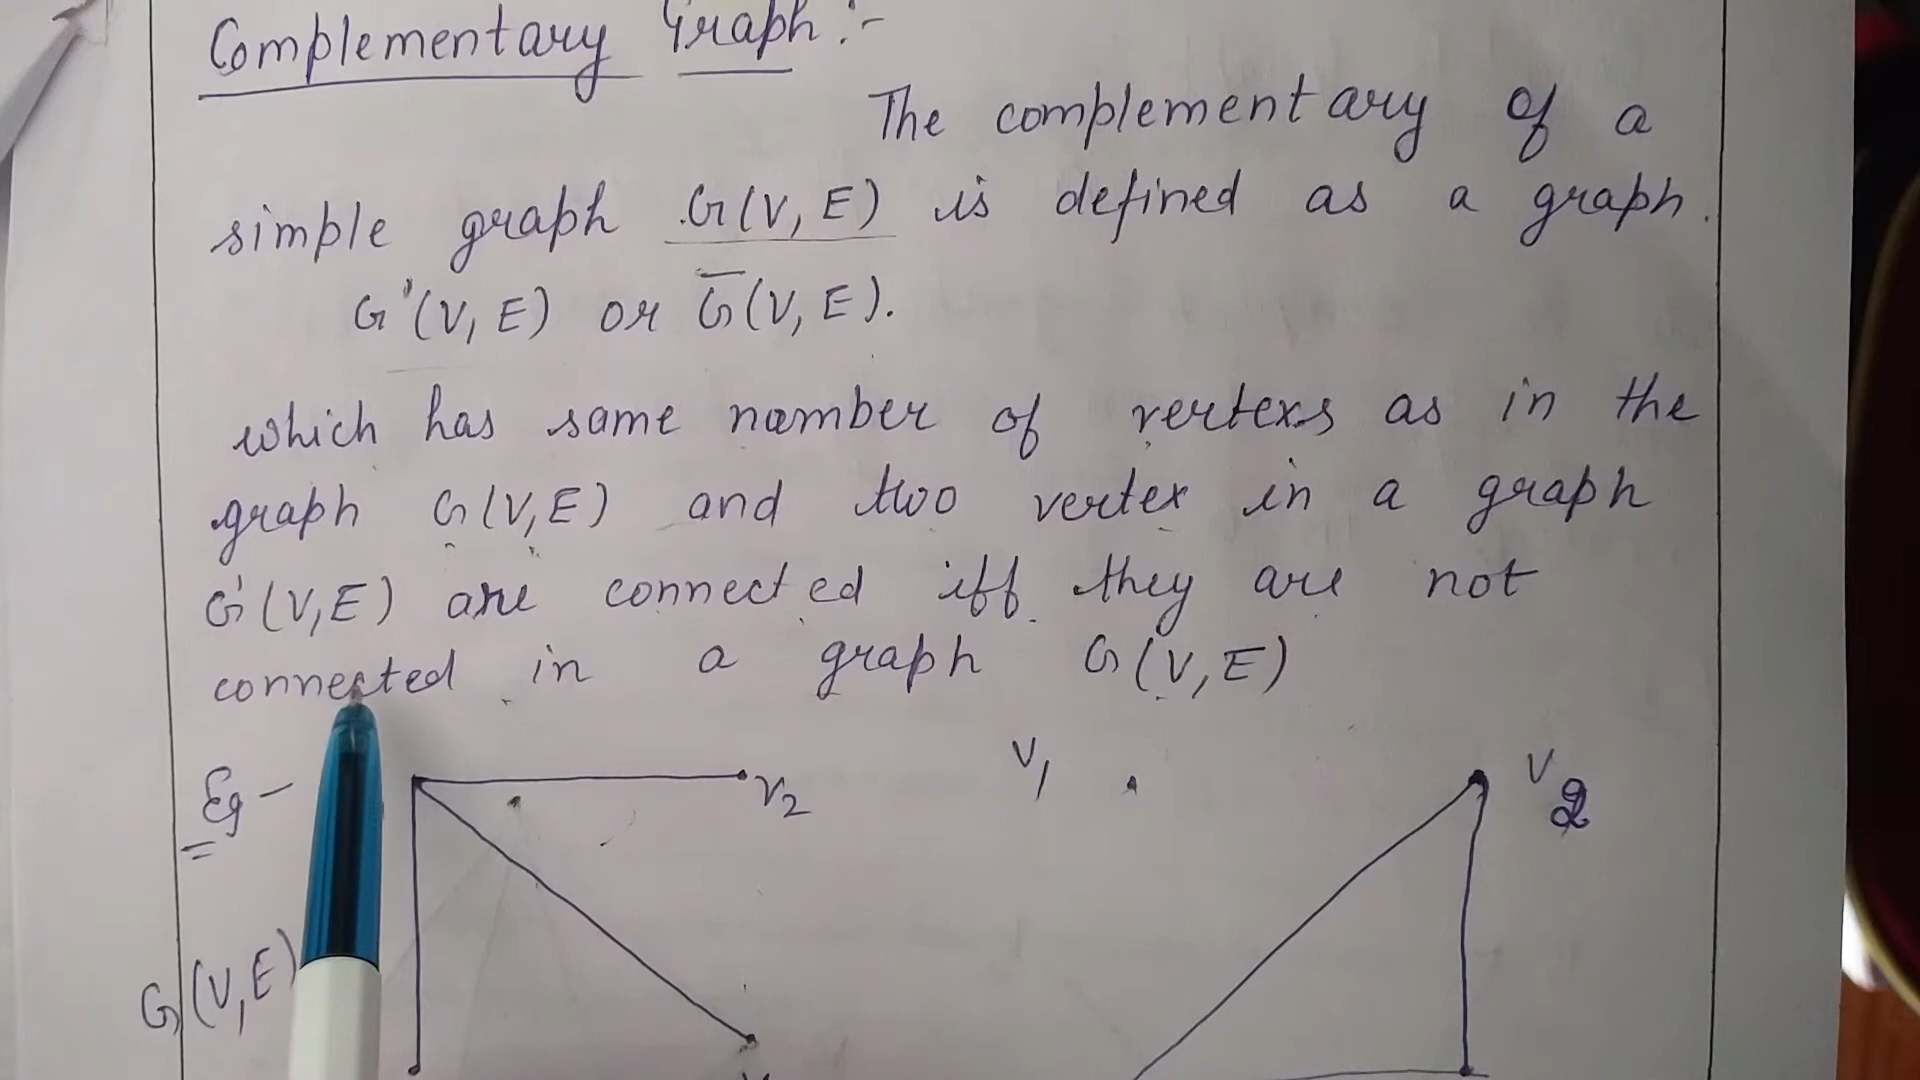 Complementary Graph :-
The complementary of a
simple graph G(V, E) is defined as a graph.
G'(V, E) or G̅(V, E).
which has same number of vertexs as in the
graph G(V,E) and two vertex in a graph
G'(V,E) are connected iff they are not
connected in a graph G(V,E)
Eg - V2 V1 V2
G(V,E)